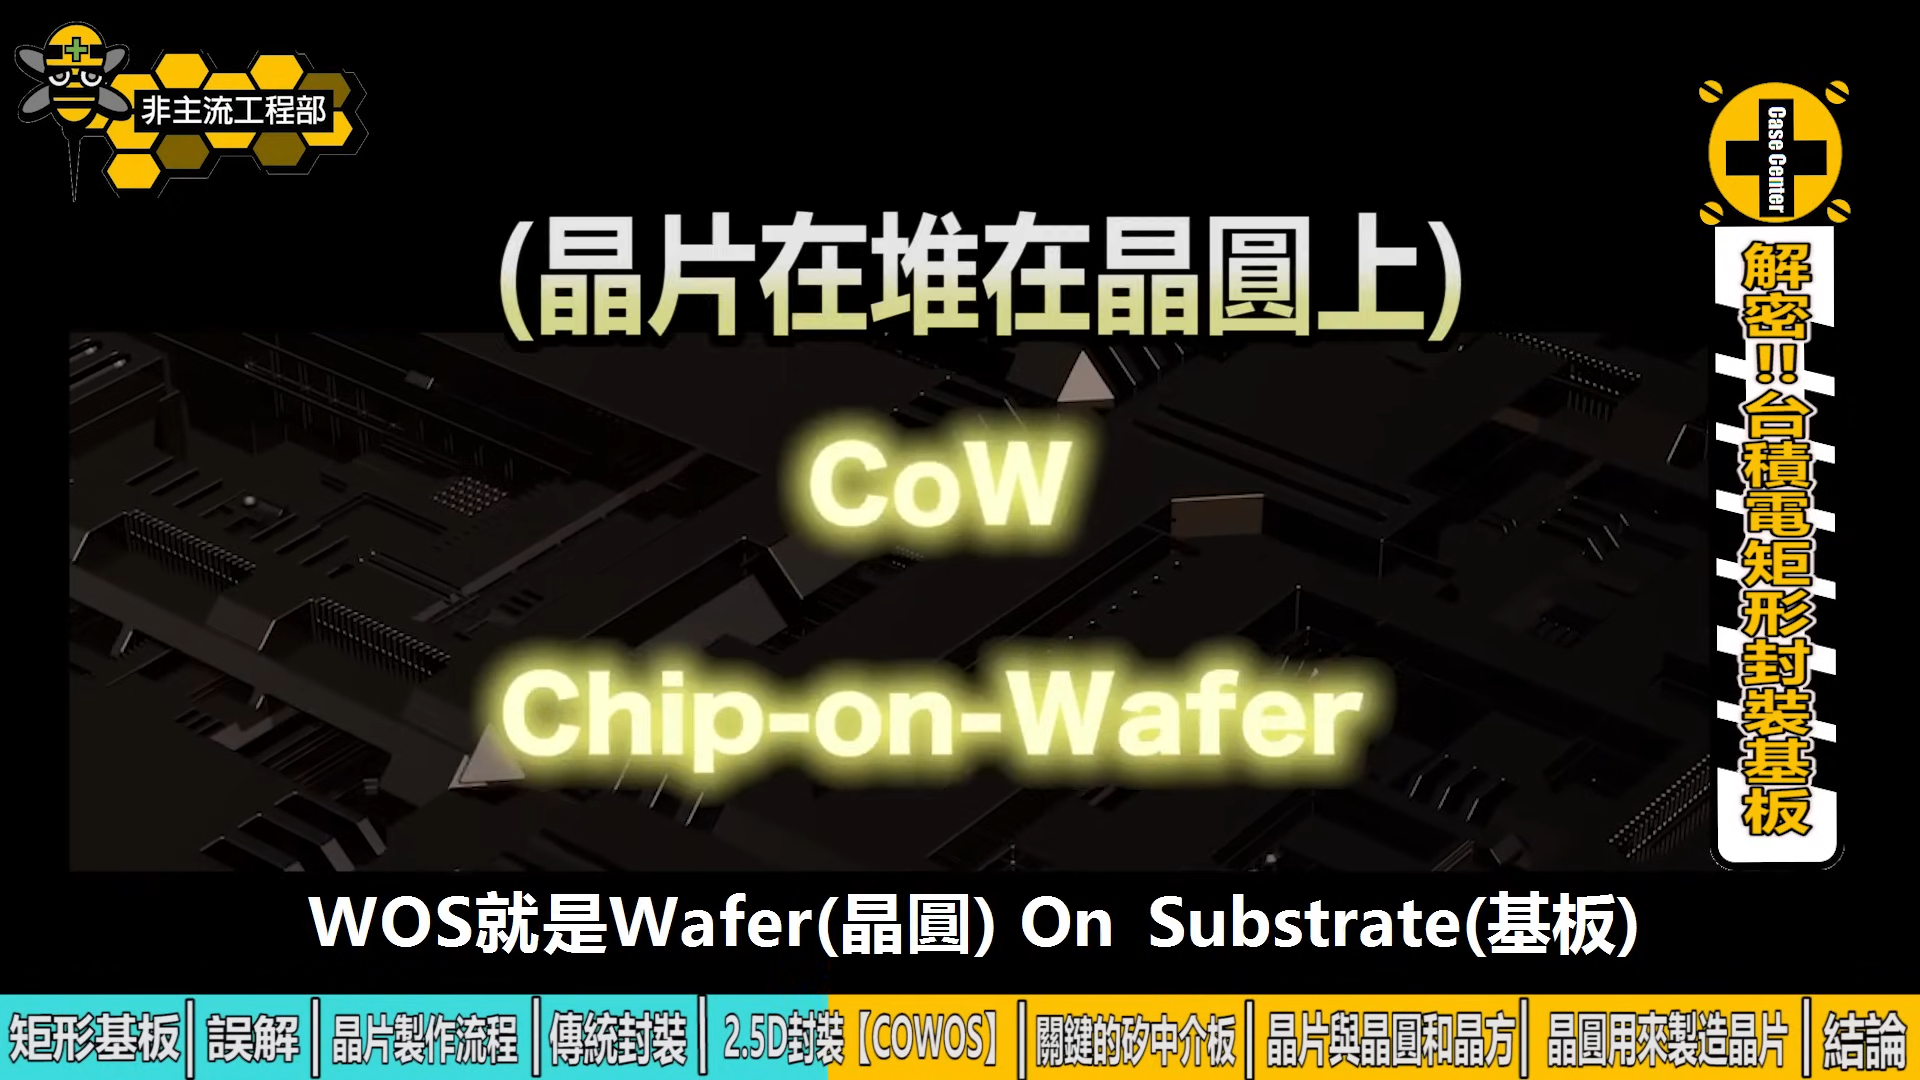 非主流工程部
Case Center
解密!!台積電矩形封裝基板
(晶片在堆在晶圓上)
CoW
Chip-on-Wafer
WOS就是Wafer(晶圓) On Substrate(基板)
矩形基板|誤解|晶片製作流程|傳統封裝|2.5D封裝【COWOS】|關鍵的矽中介板|晶片與晶圓和晶方|晶圓用來製造晶片|結論